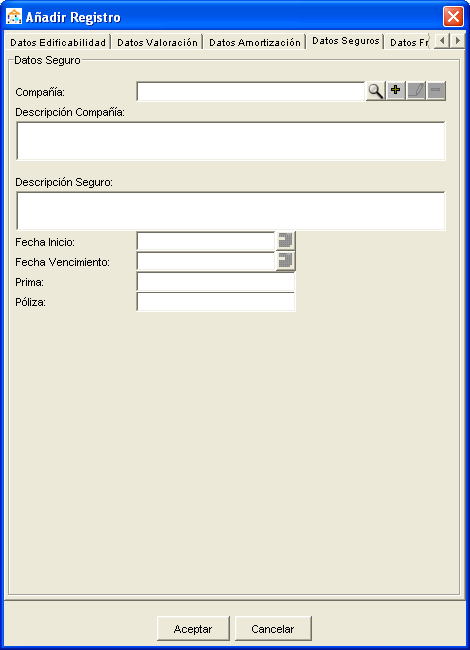 Añadir Registro
Datos Edificabilidad Datos Valoración Datos Amortización Datos Seguros Datos Fr
Datos Seguro
Compañía:
Descripción Compañía:
Descripción Seguro:
Fecha Inicio:
Fecha Vencimiento:
Prima:
Póliza:
Aceptar Cancelar